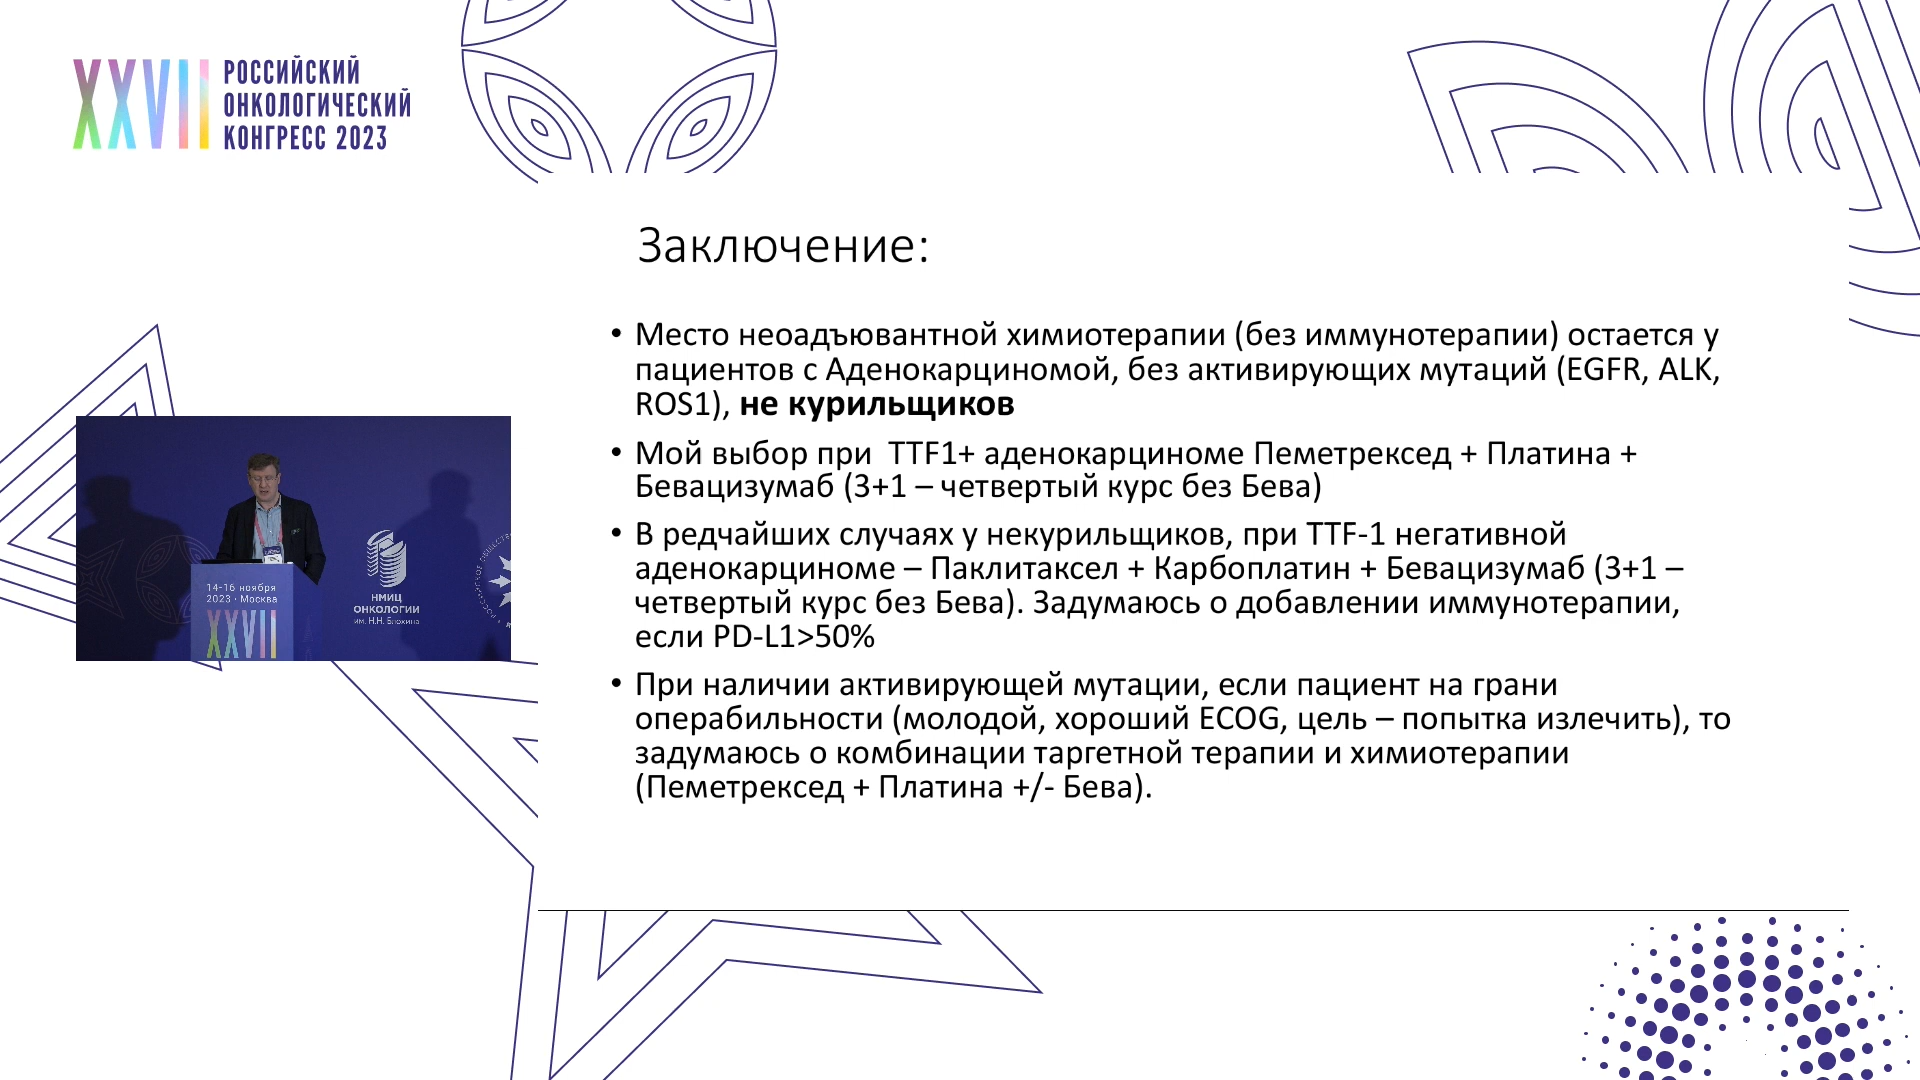 XXVII
РОССИЙСКИЙ
ОНКОЛОГИЧЕСКИЙ
КОНГРЕСС 2023
Заключение:
• Место неоадъювантной химиотерапии (без иммунотерапии) остается у
пациентов с Аденокарциномой, без активирующих мутаций (EGFR, ALK,
ROS1), не курильщиков
• Мой выбор при TTF1+ аденокарциноме Пеметрексед + Платина +
Бевацизумаб (3+1 – четвертый курс без Бева)
• В редчайших случаях у некурильщиков, при TTF-1 негативной
аденокарциноме – Паклитаксел + Карбоплатин + Бевацизумаб (3+1 –
четвертый курс без Бева). Задумаюсь о добавлении иммунотерапии,
если PD-L1>50%
• При наличии активирующей мутации, если пациент на грани
операбильности (молодой, хороший ECOG, цель – попытка излечить), то
задумаюсь о комбинации таргетной терапии и химиотерапии
(Пеметрексед + Платина +/- Бева).
14-16 ноября
2023 · Москва
XXVII
НМИЦ
ОНКОЛОГИИ
им. Н.Н. Блохина